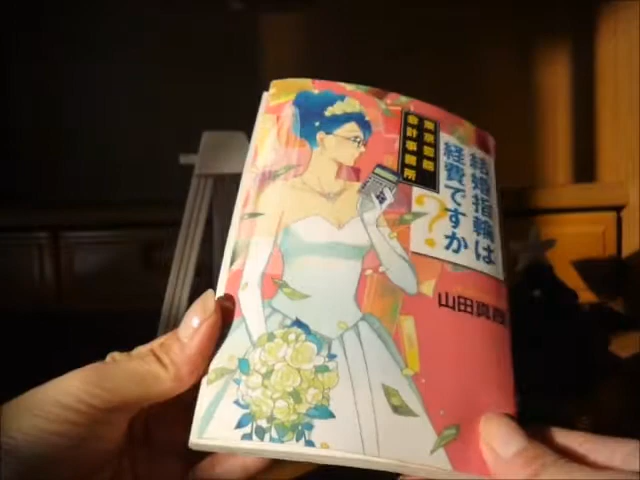 結婚指輪は
経費ですか
?
東京芸能
会計事務所
山田真哉